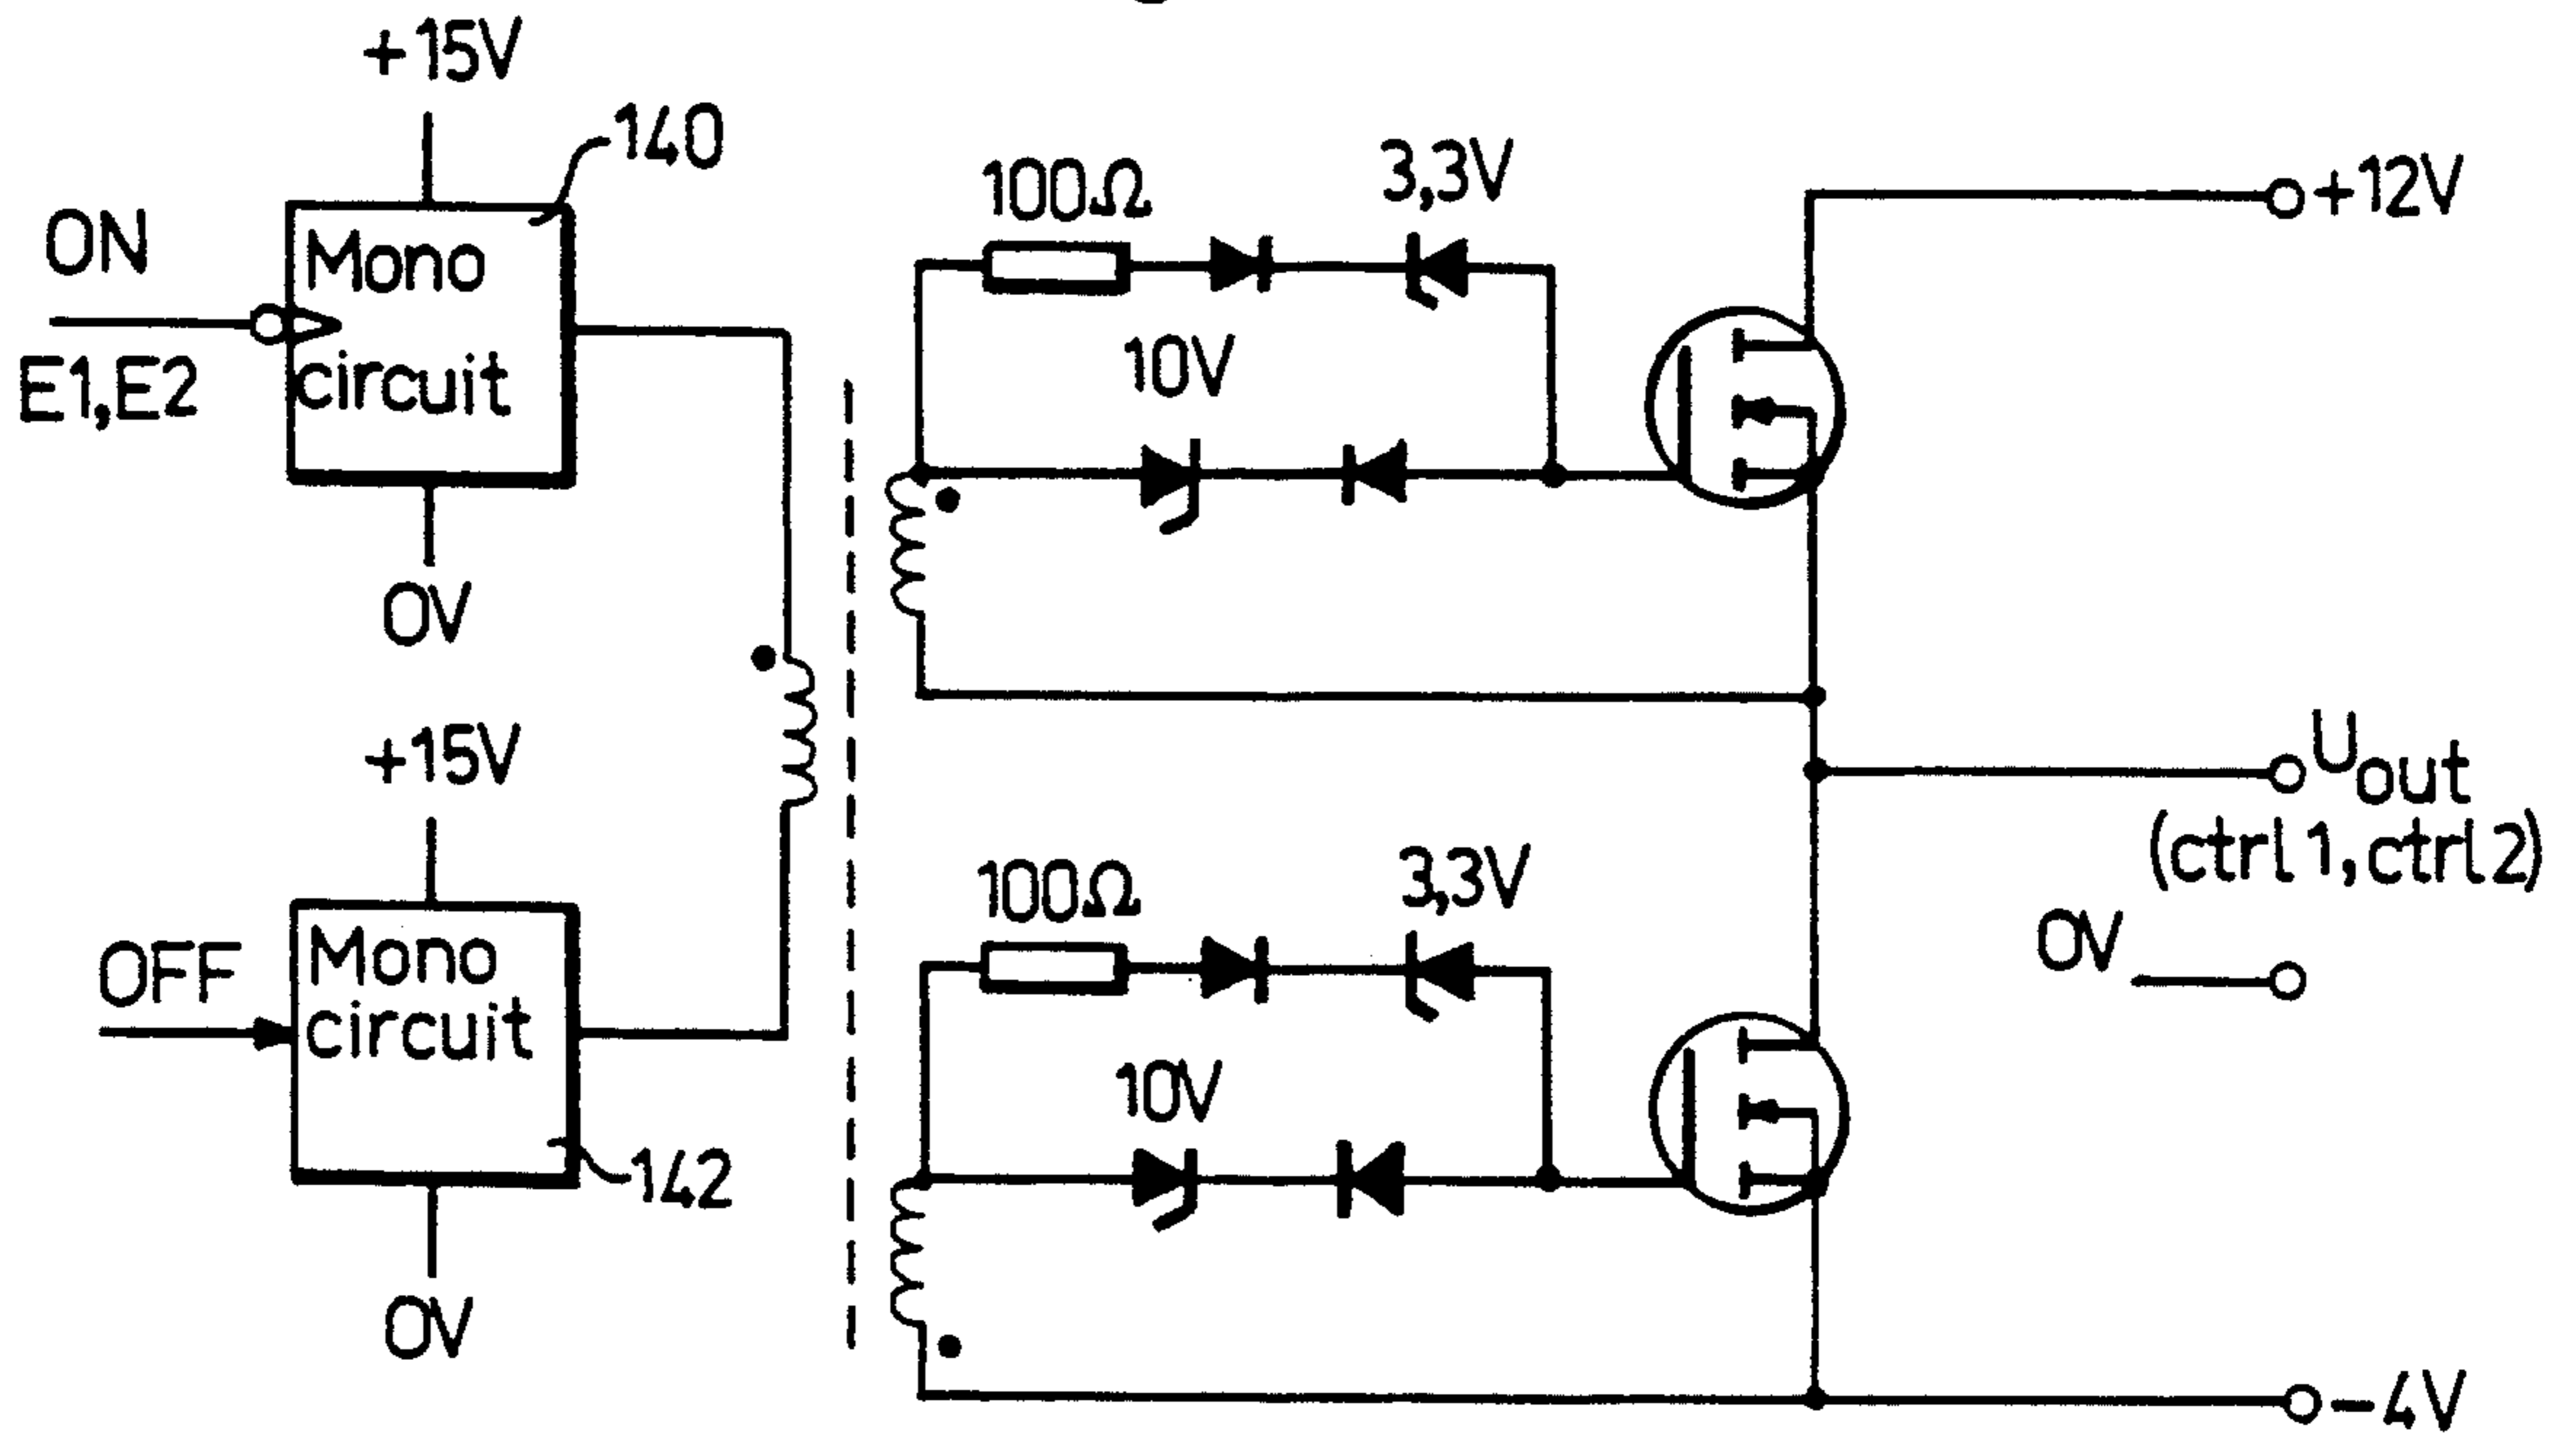 +15V
140
ON
Mono
circuit
E1,E2
0V
100Ω
3,3V
10V
+12V
+15V
OFF
Mono
circuit
142
0V
100Ω
3,3V
10V
Uout
(ctrl1,ctrl2)
0V
-4V